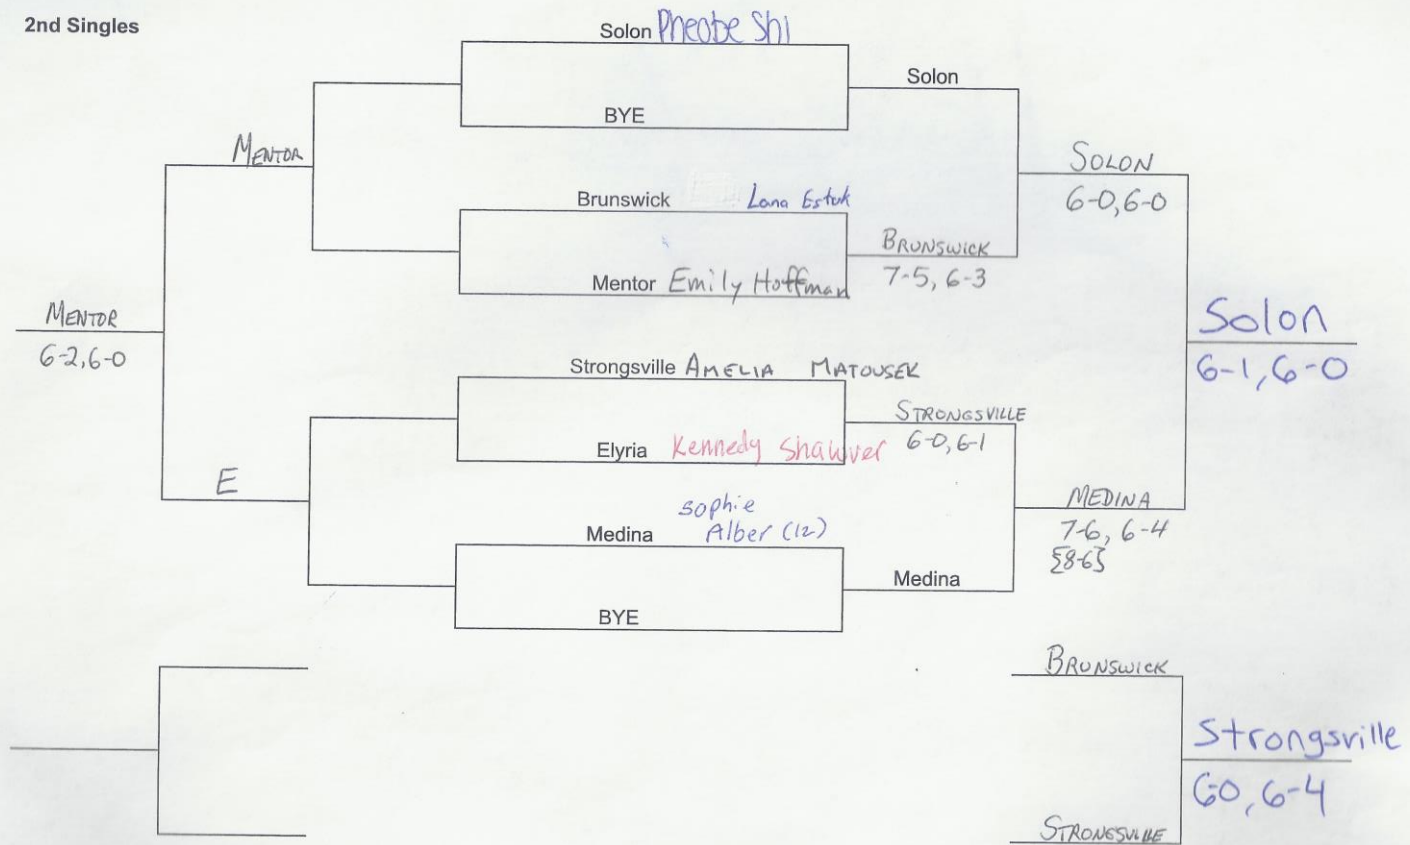 2nd Singles
Solon Pheobe Shi
Solon
BYE
MENTOR
SOLON
6-0, 6-0
Brunswick Lana Estok
BRUNSWICK
7-5, 6-3
Mentor Emily Hoffman
MENTOR
6-2, 6-0
Solon
6-1, 6-0
Strongsville AMELIA MATOUSEK
STRONGSVILLE
6-0, 6-1
Elyria Kennedy Shawver
E
MEDINA
7-6, 6-4
{8-6}
Medina Sophie
Alber (12)
Medina
BYE
BRUNSWICK
Strongsville
60, 6-4
STRONGSVILLE